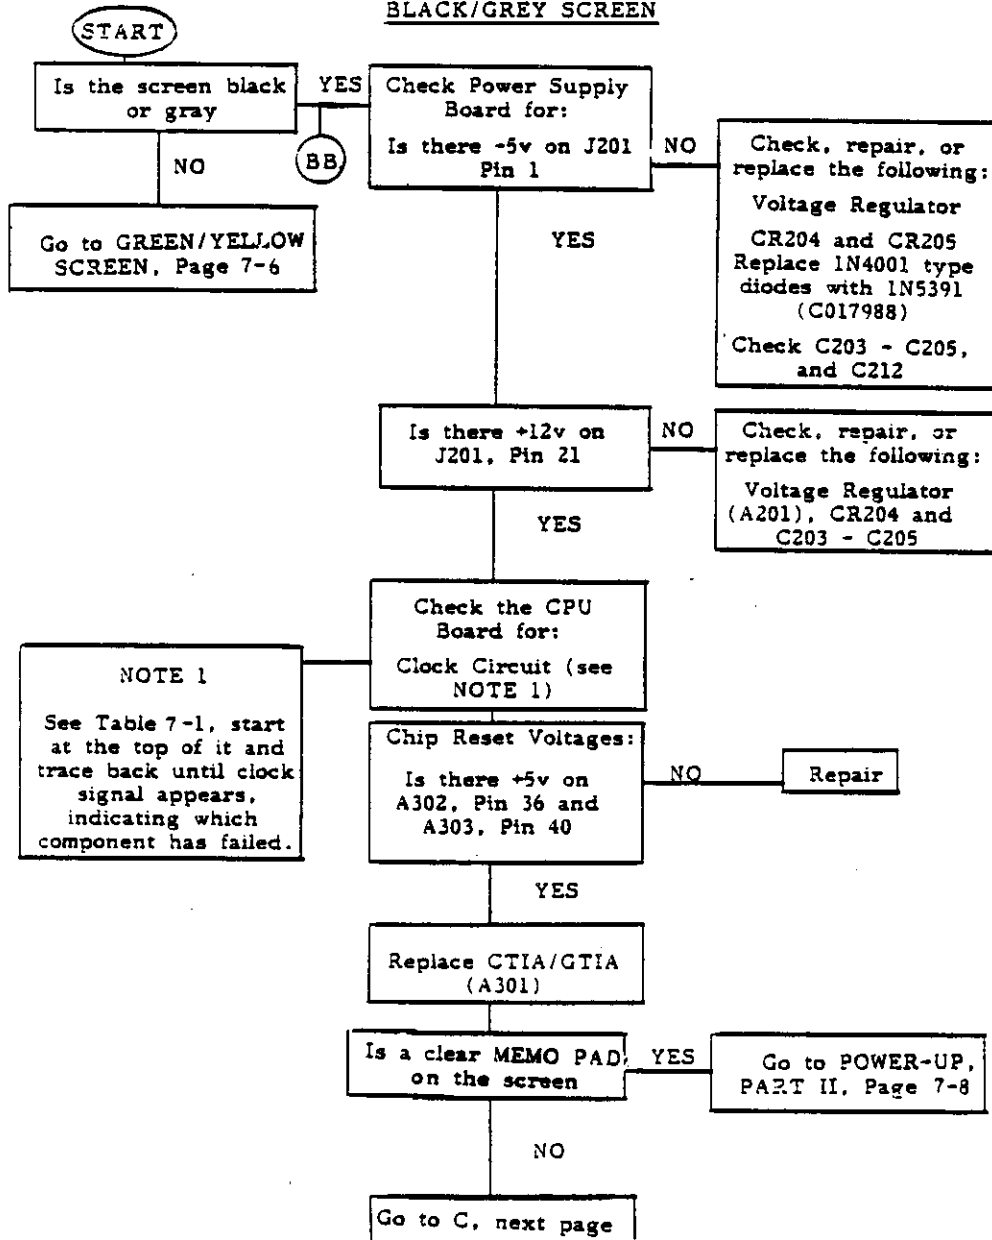 BLACK/GREY SCREEN
START
Is the screen black
or gray
YES
BB
NO
Go to GREEN/YELLOW
SCREEN, Page 7-6
Check Power Supply
Board for:
Is there -5v on J201
Pin 1
NO
Check, repair, or
replace the following:
Voltage Regulator
CR204 and CR205
Replace 1N4001 type
diodes with 1N5391
(C017988)
Check C203 - C205,
and C212
YES
Is there +12v on
J201, Pin 21
NO
Check, repair, or
replace the following:
Voltage Regulator
(A201), CR204 and
C203 - C205
YES
Check the CPU
Board for:
Clock Circuit (see
NOTE 1)
NOTE 1
See Table 7-1, start
at the top of it and
trace back until clock
signal appears,
indicating which
component has failed.
Chip Reset Voltages:
Is there +5v on
A302, Pin 36 and
A303, Pin 40
NO
Repair
YES
Replace CTIA/GTIA
(A301)
Is a clear MEMO PAD
on the screen
YES
Go to POWER-UP,
PART II, Page 7-8
NO
Go to C, next page